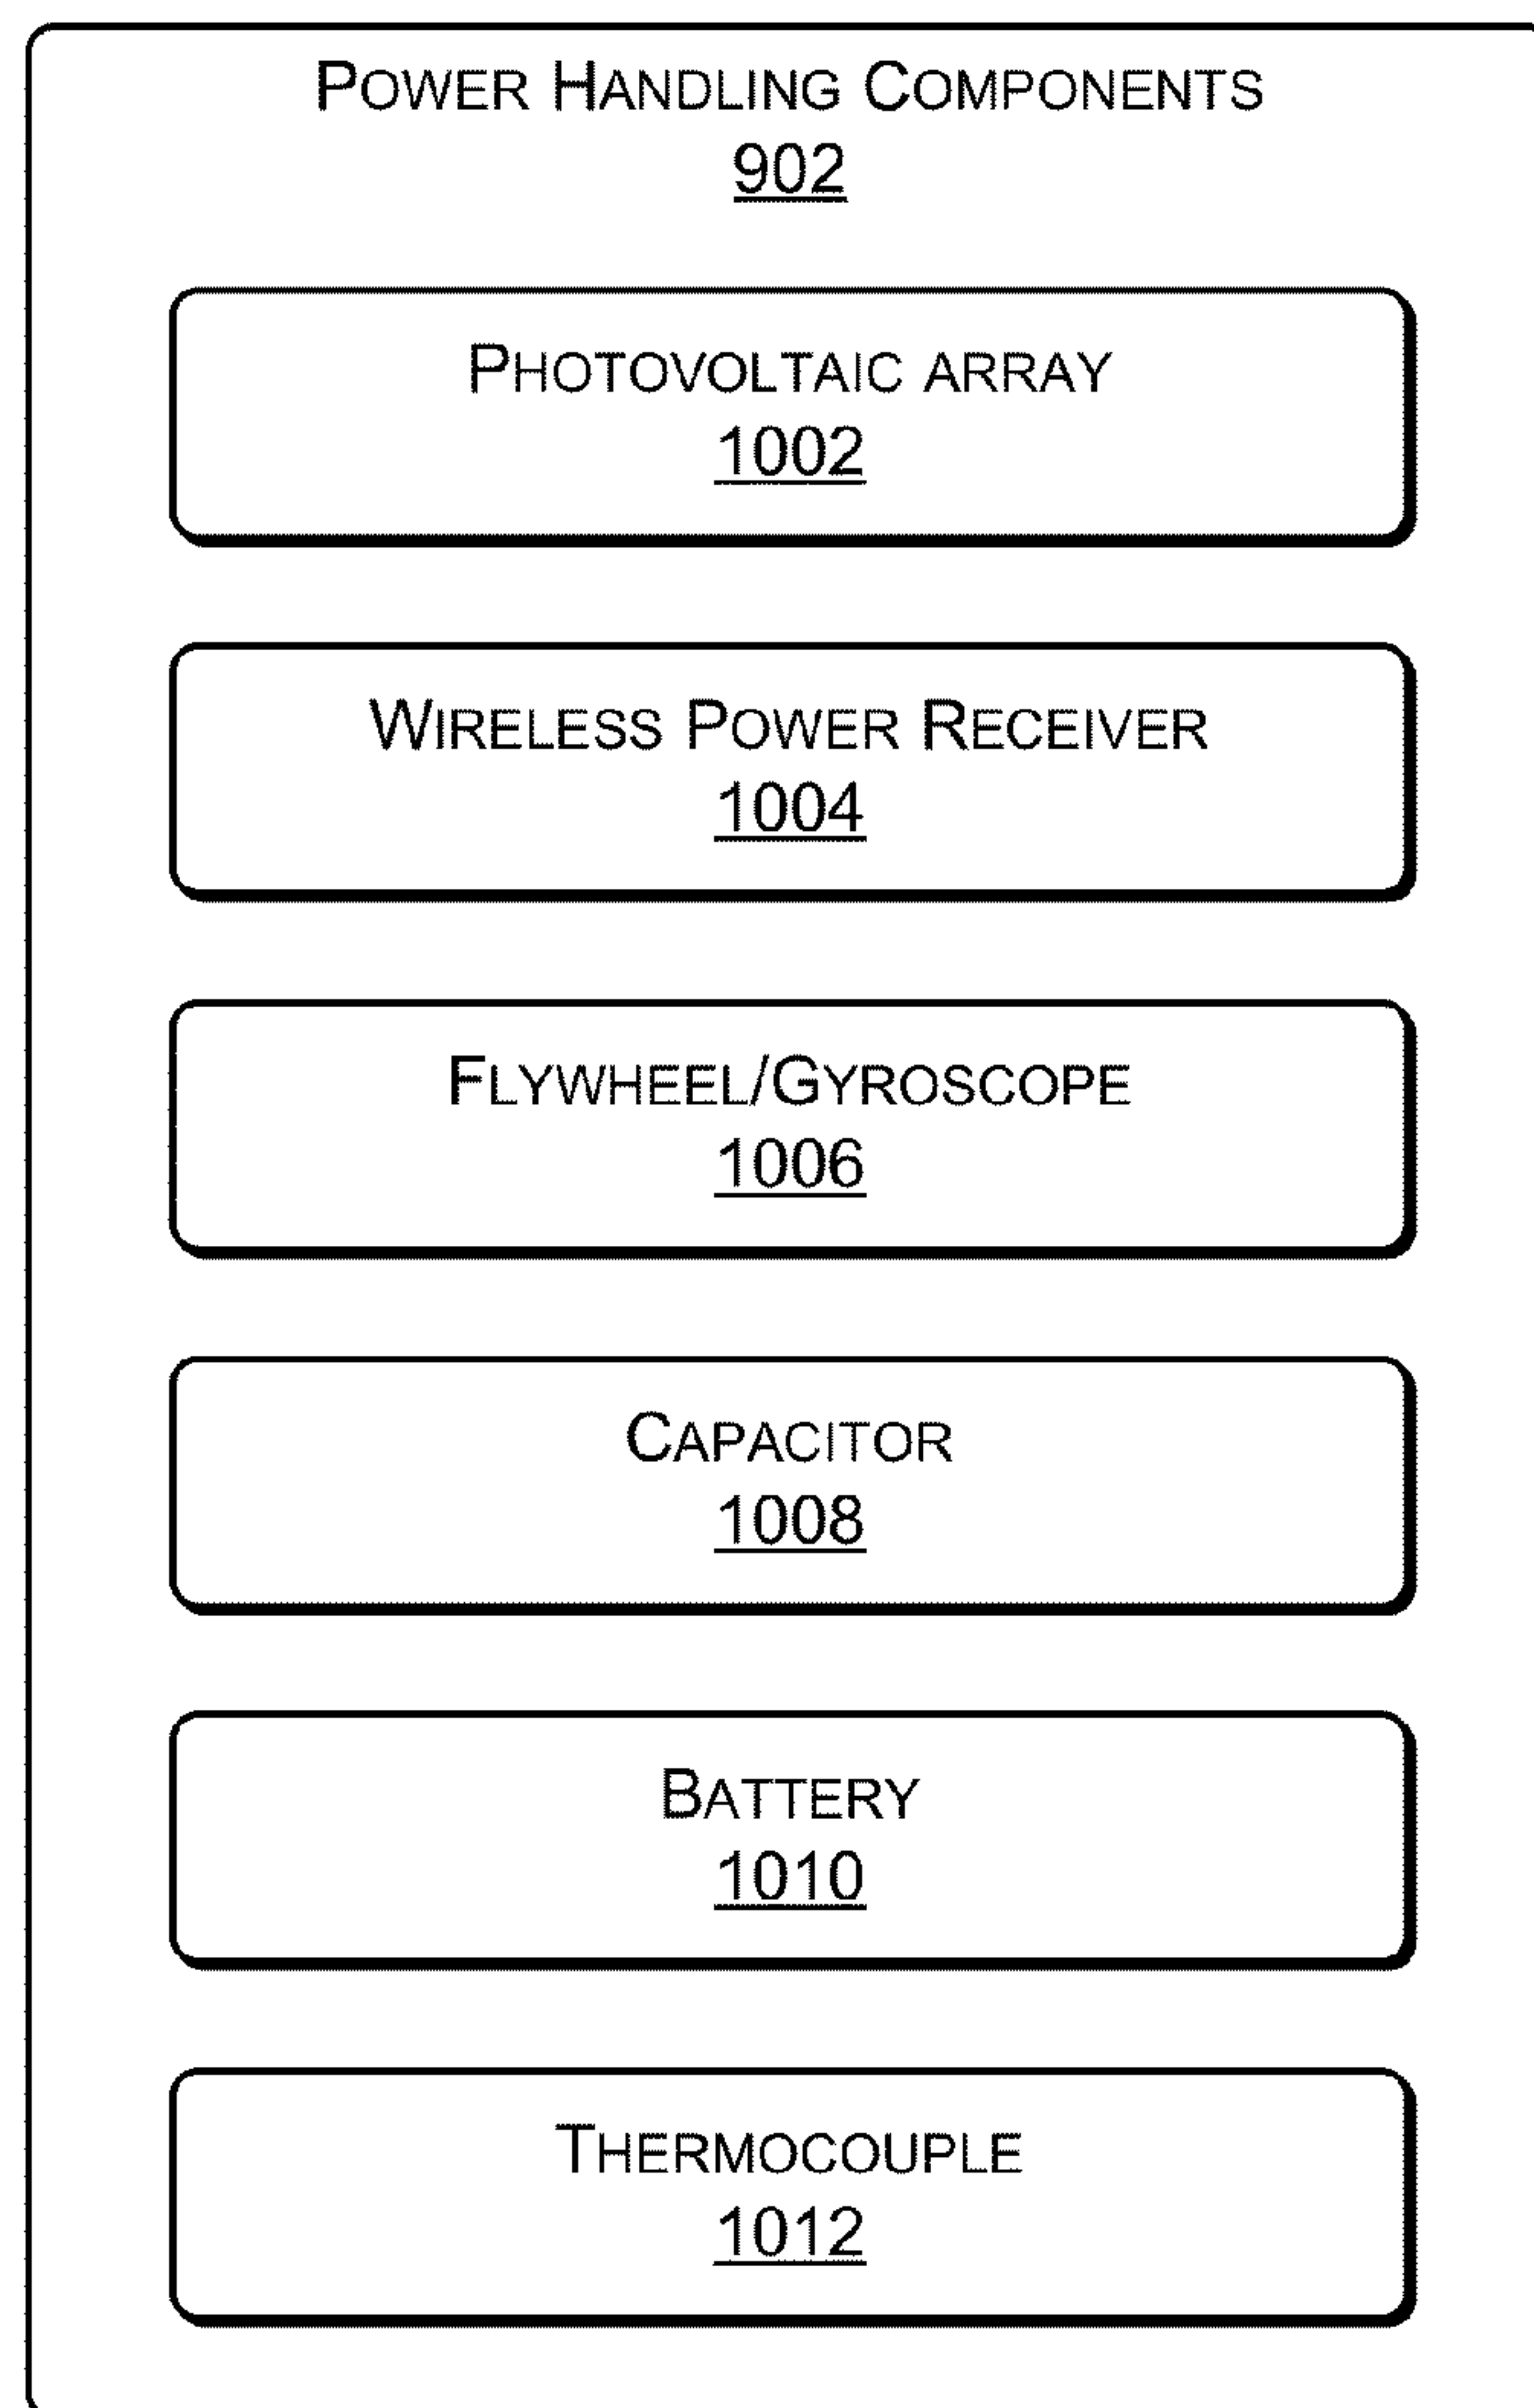 POWER HANDLING COMPONENTS
902
PHOTOVOLTAIC ARRAY
1002
WIRELESS POWER RECEIVER
1004
FLYWHEEL/GYROSCOPE
1006
CAPACITOR
1008
BATTERY
1010
THERMOCOUPLE
1012